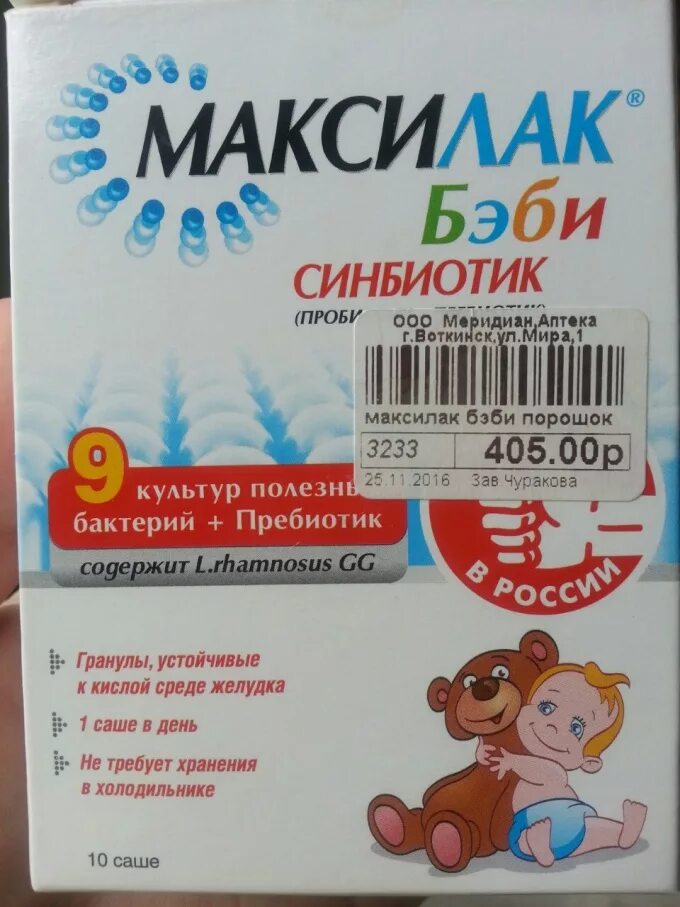 МАКСИЛАК®
Бэби
СИНБИОТИК
ООО Меридиан,Аптека
г.Воткинск,ул.Мира,1
максилак бэби порошок
3233 405.00р
25.11.2016 Зав Чуракова
9 культур
бактерий + Пребиотик
содержит L.rhamnosus GG
В РОССИИ
Гранулы, устойчивые
к кислой среде желудка
1 саше в день
Не требует хранения
в холодильнике
10 саше